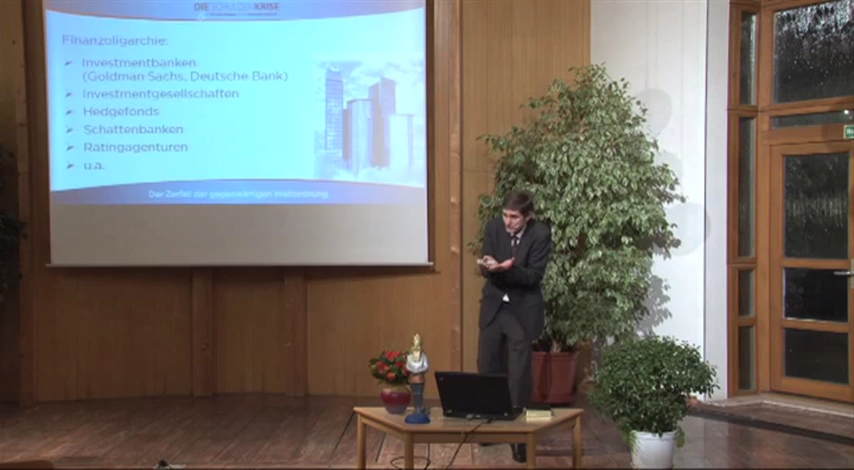 DIE SCHULDENKRISE
Finanzoligarchie:
Investmentbanken
(Goldman Sachs, Deutsche Bank)
Investmentgesellschaften
Hedgefonds
Schattenbanken
Ratingagenturen
u.a.
Der Zerfall der gegenwärtigen Weltordnung